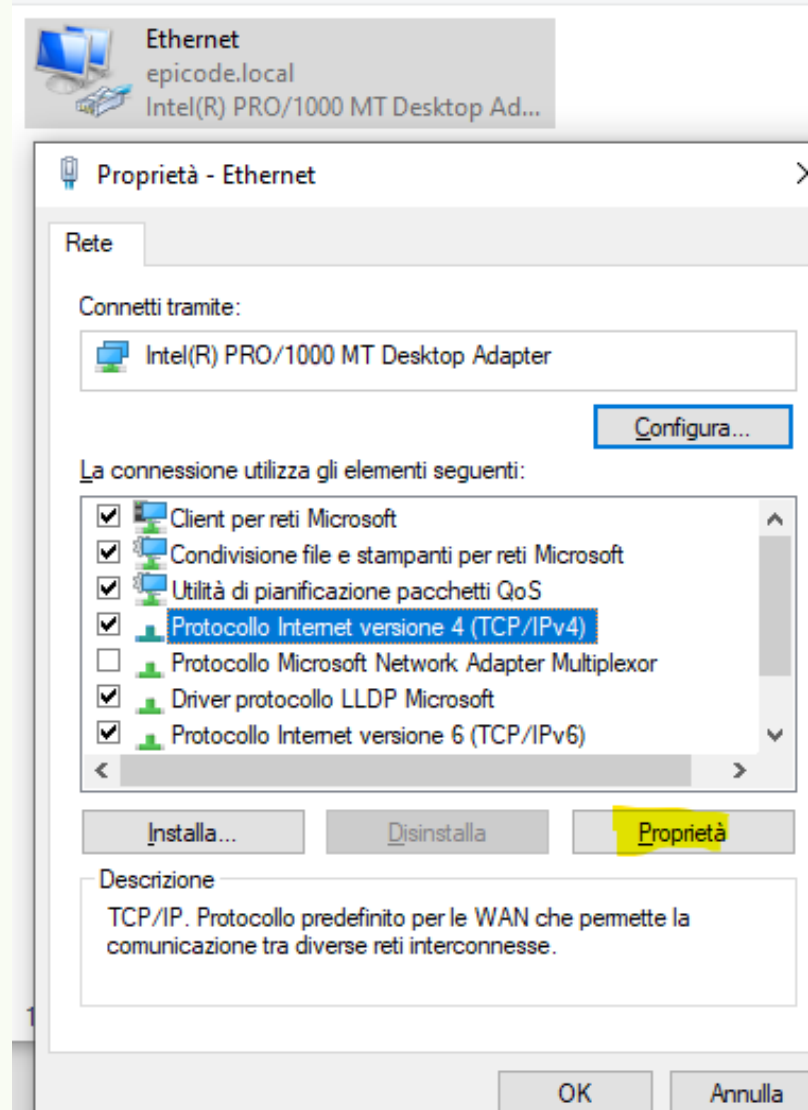 Ethernet
epicode.local
Intel(R) PRO/1000 MT Desktop Ad...
Proprietà - Ethernet
Rete
Connetti tramite:
Intel(R) PRO/1000 MT Desktop Adapter
Configura...
La connessione utilizza gli elementi seguenti:
Client per reti Microsoft
Condivisione file e stampanti per reti Microsoft
Utilità di pianificazione pacchetti QoS
Protocollo Internet versione 4 (TCP/IPv4)
Protocollo Microsoft Network Adapter Multiplexor
Driver protocollo LLDP Microsoft
Protocollo Internet versione 6 (TCP/IPv6)
Installa... Disinstalla Proprietà
Descrizione
TCP/IP. Protocollo predefinito per le WAN che permette la
comunicazione tra diverse reti interconnesse.
1
OK Annulla